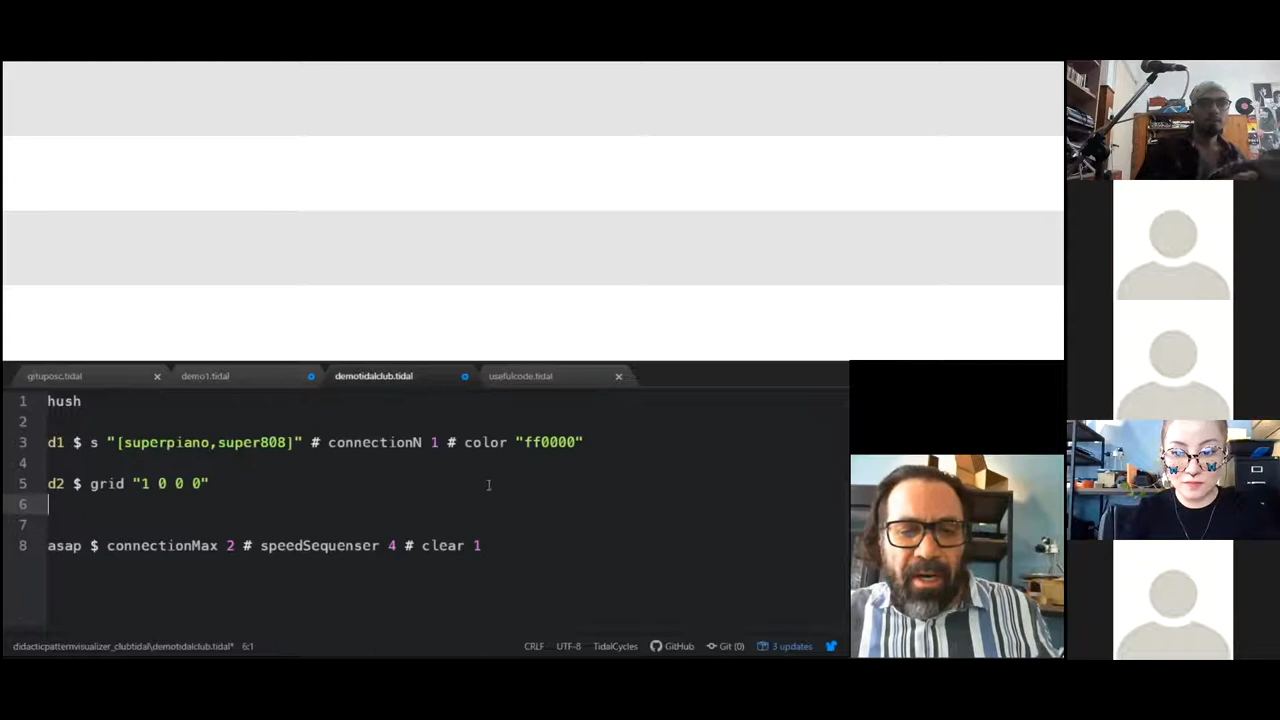 gituposc.tidal
demo1.tidal
demotidalclub.tidal
usefulcode.tidal
1 hush
2
3 d1 $ s "[superpiano,super808]" # connectionN 1 # color "ff0000"
4
5 d2 $ grid "1 0 0 0"
6
7
8 asap $ connectionMax 2 # speedSequenser 4 # clear 1
didacticpatternvisualizer_clubtidal\demotidalclub.tidal* 6:1
CRLF UTF-8 TidalCycles GitHub Git (0) 3 updates